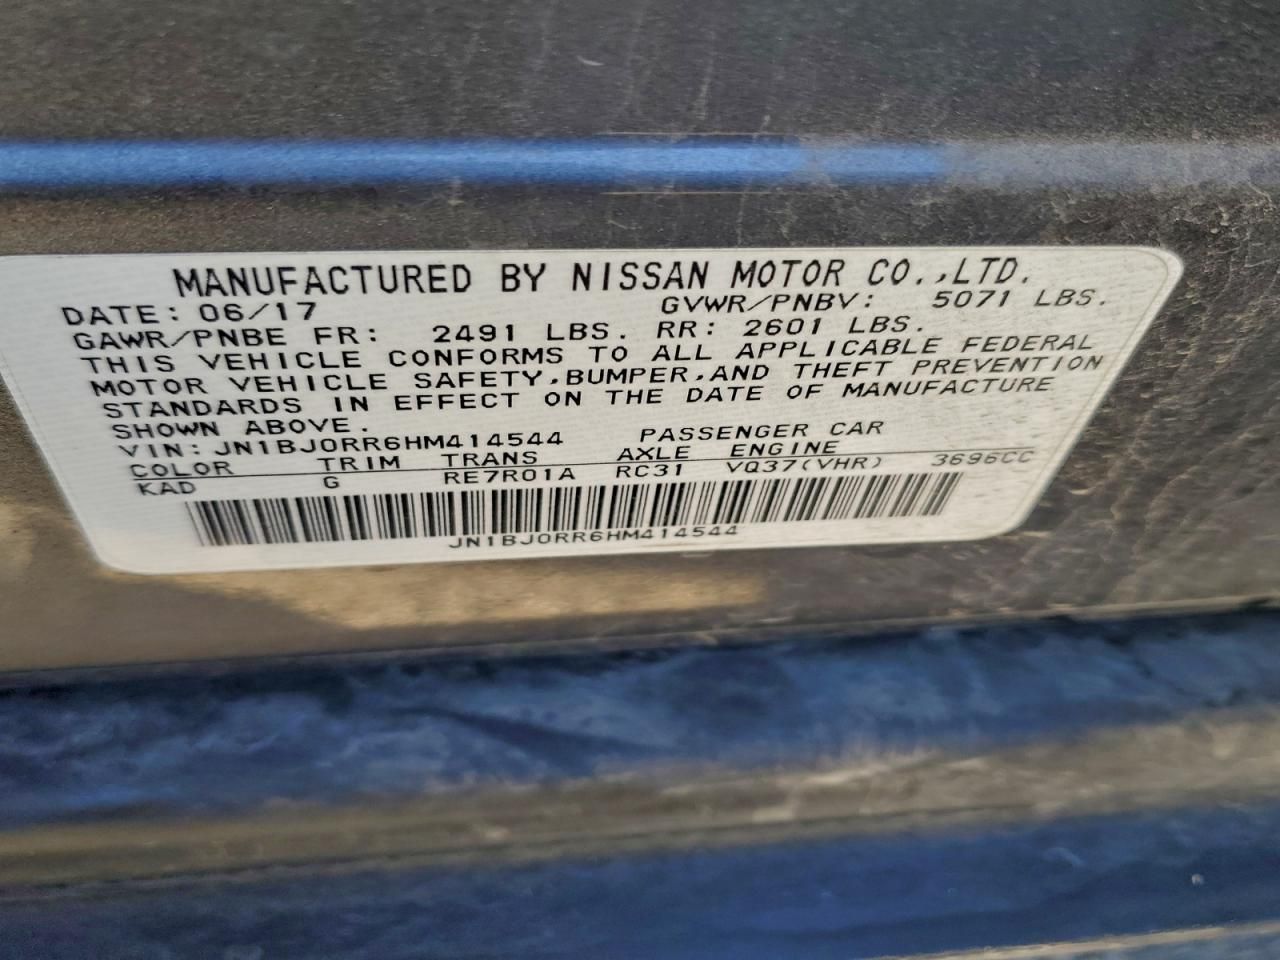 MANUFACTURED BY NISSAN MOTOR CO.,LTD.
DATE: 06/17 GVWR/PNBV: 5071 LBS.
GAWR/PNBE FR: 2491 LBS. RR: 2601 LBS.
THIS VEHICLE CONFORMS TO ALL APPLICABLE FEDERAL
MOTOR VEHICLE SAFETY,BUMPER,AND THEFT PREVENTION
STANDARDS IN EFFECT ON THE DATE OF MANUFACTURE
SHOWN ABOVE.
VIN: JN1BJ0RR6HM414544 PASSENGER CAR
COLOR TRIM TRANS AXLE ENGINE
KAD G RE7R01A RC31 VQ37(VHR) 3696CC
JN1BJ0RR6HM414544